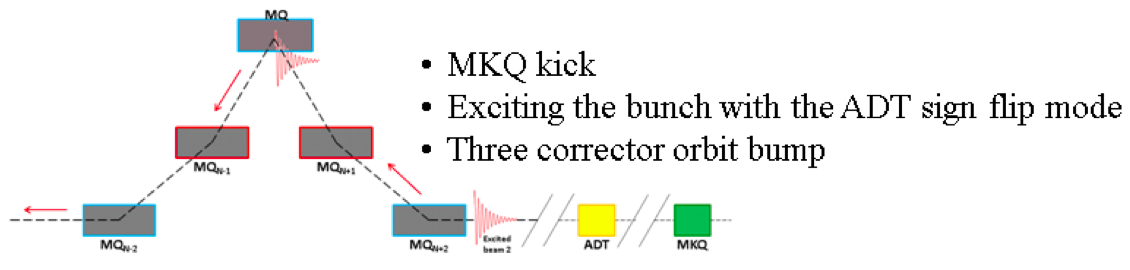 MQ
• MKQ kick
• Exciting the bunch with the ADT sign flip mode
• Three corrector orbit bump
MQN-1
MQN+1
MQN-2
MQN+2
Excited
beam 2
ADT
MKQ